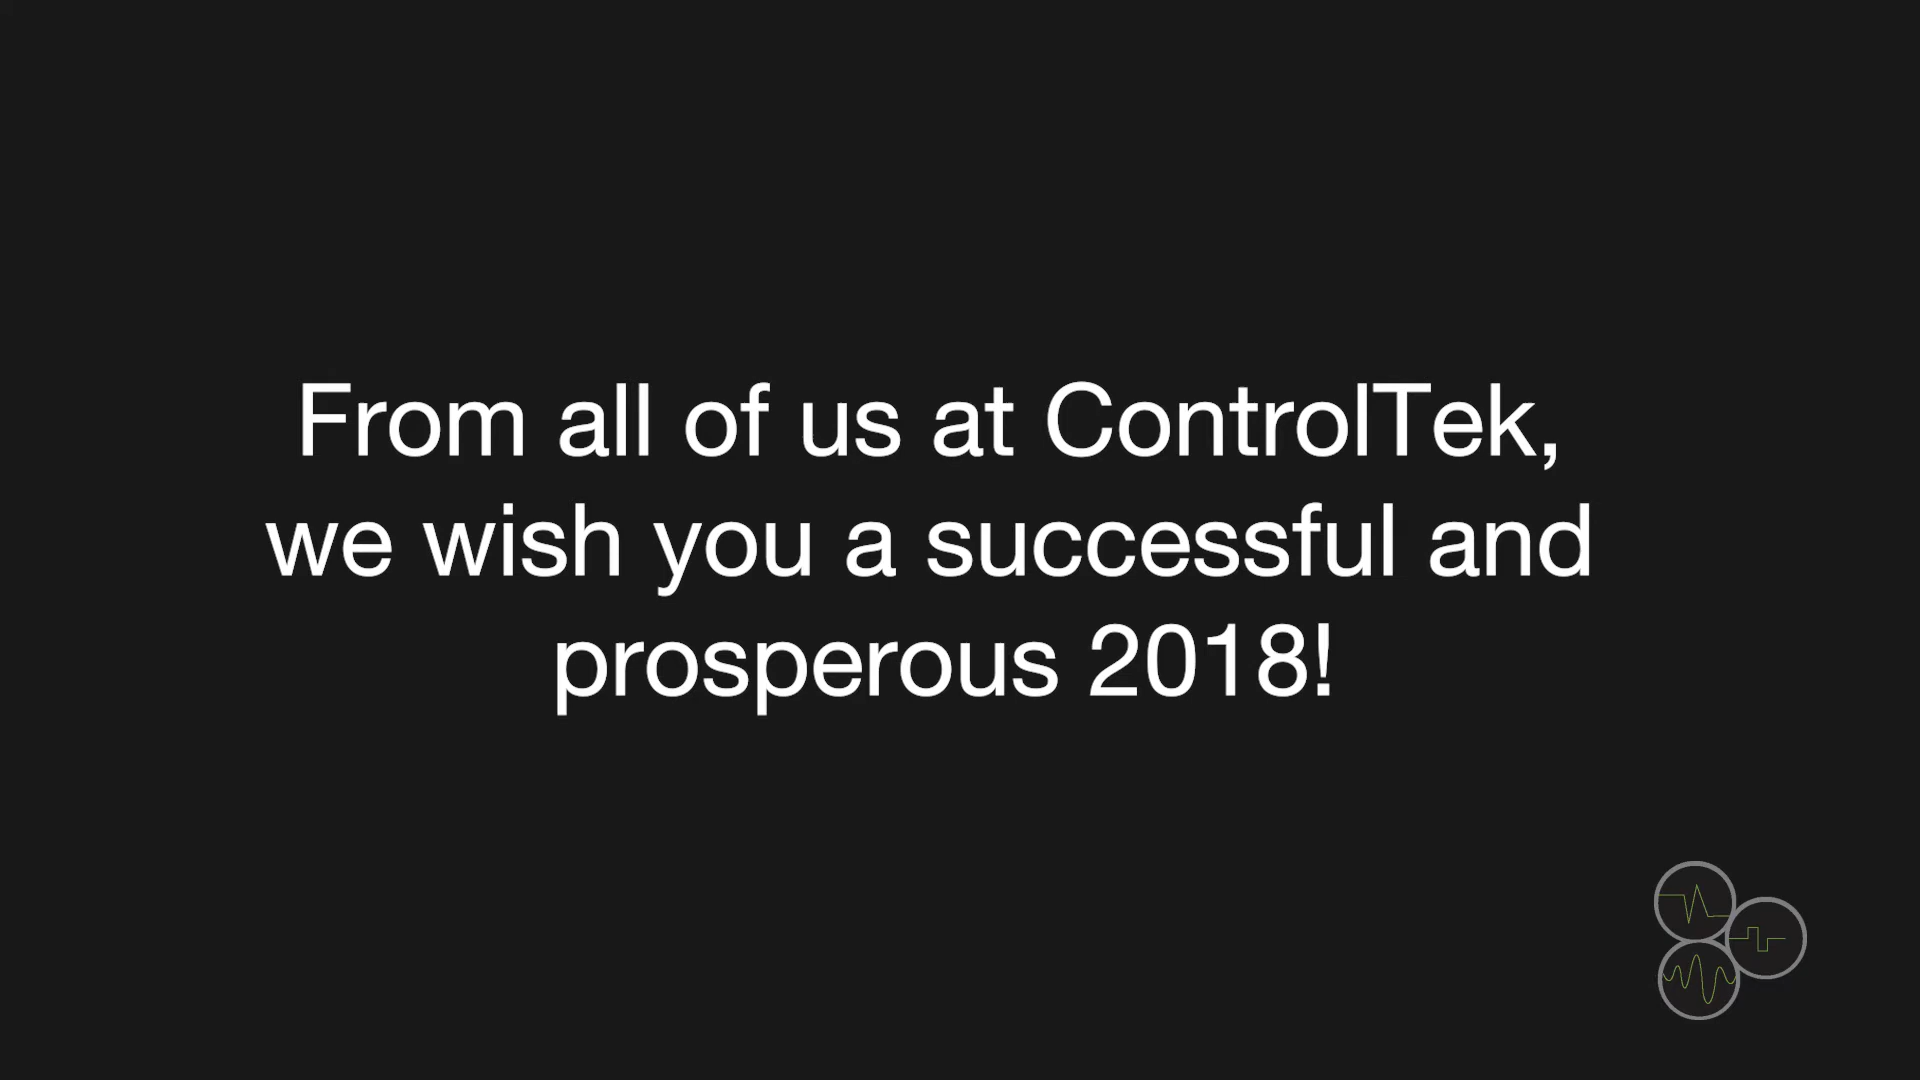 From all of us at ControlTek,
we wish you a successful and
prosperous 2018!